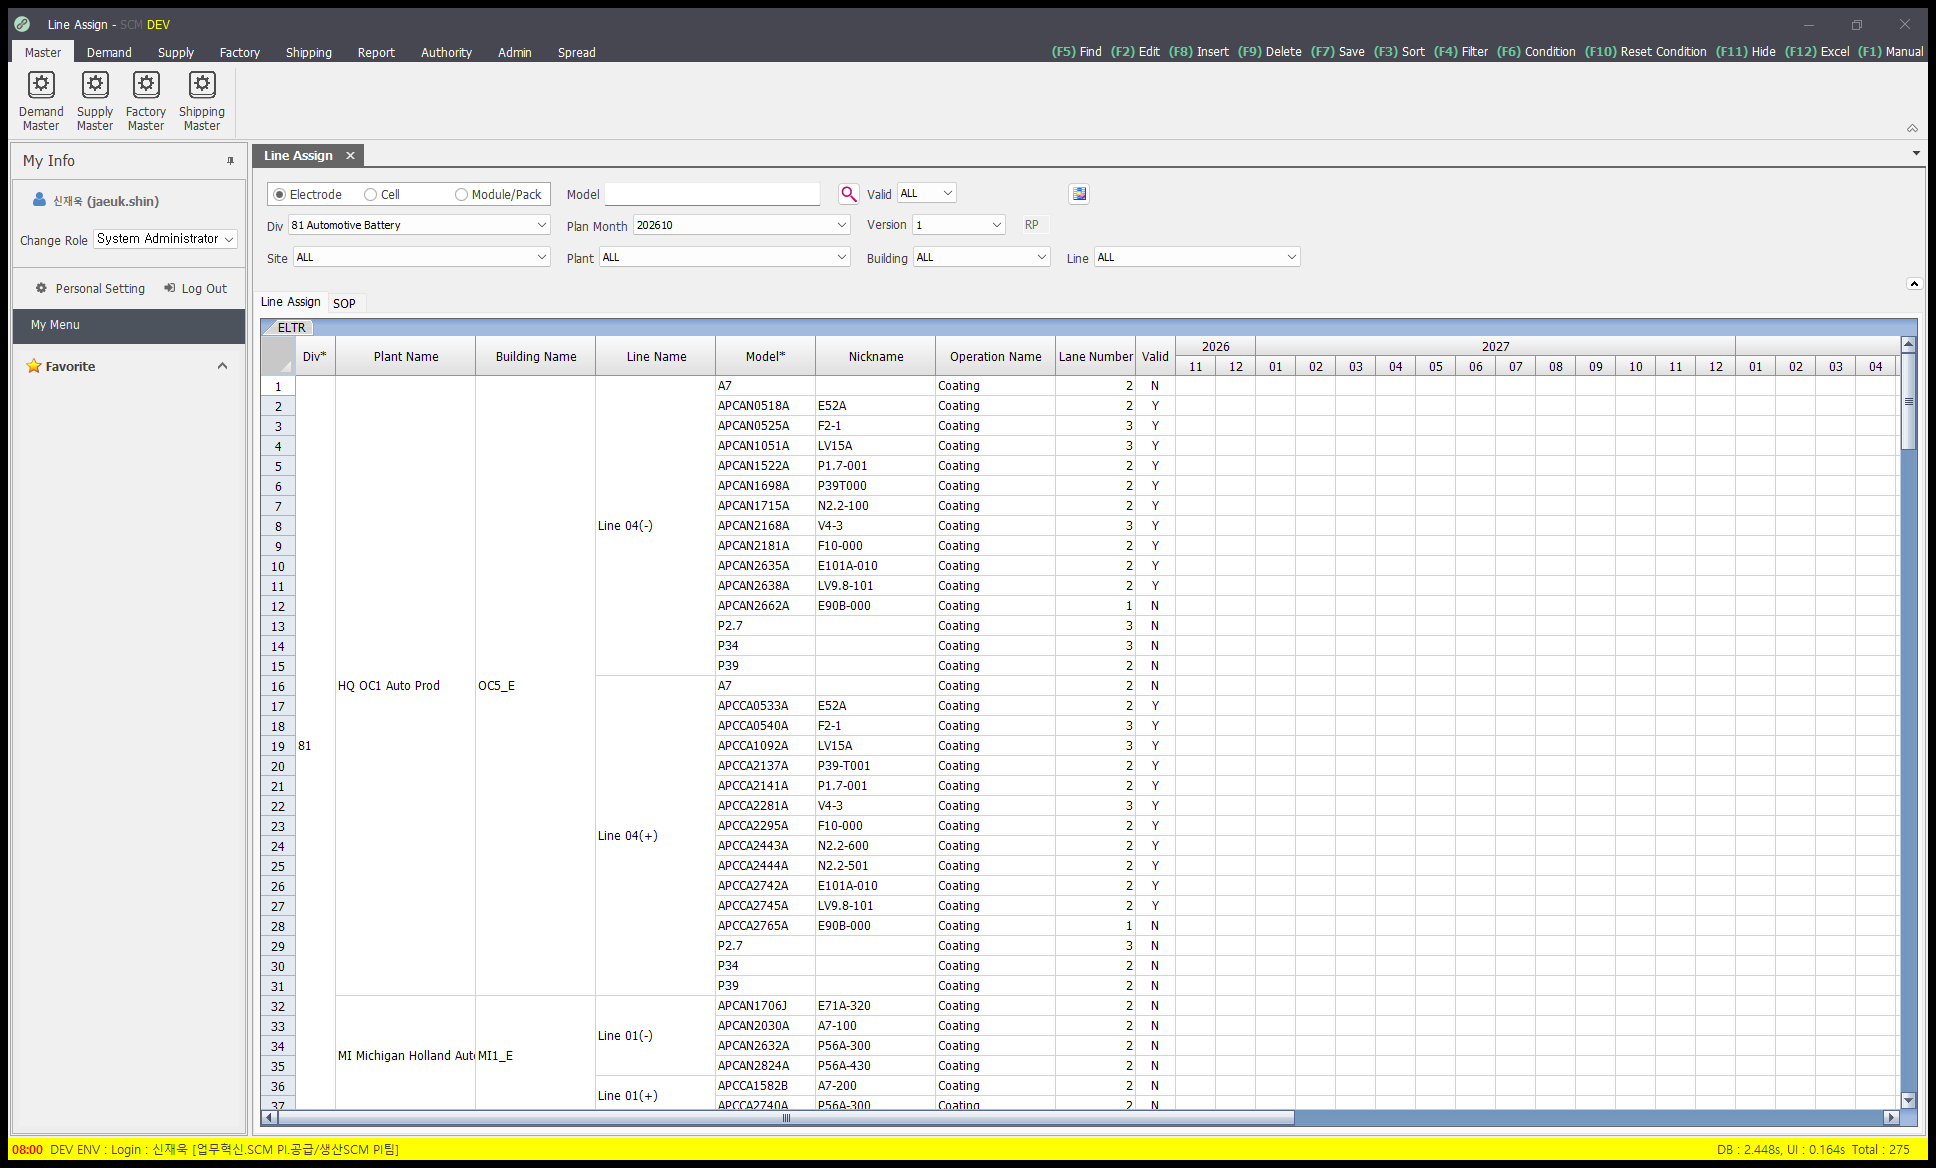 Line Assign - SCM DEV
Master Demand Supply Factory Shipping Report Authority Admin Spread (F5) Find (F2) Edit (F8) Insert (F9) Delete (F7) Save (F3) Sort (F4) Filter (F6) Condition (F10) Reset Condition (F11) Hide (F12) Excel (F1) Manual
Demand Master Supply Master Factory Master Shipping Master
My Info
신재욱 (jaeuk.shin)
Change Role System Administrator
Personal Setting Log Out
My Menu
Favorite
Line Assign
Electrode Cell Module/Pack Model Valid ALL
Div 81 Automotive Battery Plan Month 202610 Version 1 RP
Site ALL Plant ALL Building ALL Line ALL
Line Assign SOP
ELTR
Div* Plant Name Building Name Line Name Model* Nickname Operation Name Lane Number Valid 2026 2027
11 12 01 02 03 04 05 06 07 08 09 10 11 12 01 02 03 04
1 A7 Coating 2 N
2 APCAN0518A E52A Coating 2 Y
3 APCAN0525A F2-1 Coating 3 Y
4 APCAN1051A LV15A Coating 3 Y
5 APCAN1522A P1.7-001 Coating 2 Y
6 APCAN1698A P39T000 Coating 2 Y
7 APCAN1715A N2.2-100 Coating 2 Y
8 Line 04(-) APCAN2168A V4-3 Coating 3 Y
9 APCAN2181A F10-000 Coating 2 Y
10 APCAN2635A E101A-010 Coating 2 Y
11 APCAN2638A LV9.8-101 Coating 2 Y
12 APCAN2662A E90B-000 Coating 1 N
13 P2.7 Coating 3 N
14 P34 Coating 3 N
15 P39 Coating 2 N
16 HQ OC1 Auto Prod OC5_E A7 Coating 2 N
17 APCCA0533A E52A Coating 2 Y
18 APCCA0540A F2-1 Coating 3 Y
19 81 APCCA1092A LV15A Coating 3 Y
20 APCCA2137A P39-T001 Coating 2 Y
21 APCCA2141A P1.7-001 Coating 2 Y
22 APCCA2281A V4-3 Coating 3 Y
23 Line 04(+) APCCA2295A F10-000 Coating 2 Y
24 APCCA2443A N2.2-600 Coating 2 Y
25 APCCA2444A N2.2-501 Coating 2 Y
26 APCCA2742A E101A-010 Coating 2 Y
27 APCCA2745A LV9.8-101 Coating 2 Y
28 APCCA2765A E90B-000 Coating 1 N
29 P2.7 Coating 3 N
30 P34 Coating 2 N
31 P39 Coating 2 N
32 APCAN1706J E71A-320 Coating 2 N
33 Line 01(-) APCAN2030A A7-100 Coating 2 N
34 MI Michigan Holland Aut MI1_E APCAN2632A P56A-300 Coating 2 N
35 APCAN2824A P56A-430 Coating 2 N
36 Line 01(+) APCCA1582B A7-200 Coating 2 N
37 APCCA2740A P56A-300 Coating 2 N
08:00 DEV ENV : Login : 신재욱 [업무혁신.SCM PI.공급/생산SCM PI팀] DB : 2.448s, UI : 0.164s Total : 275